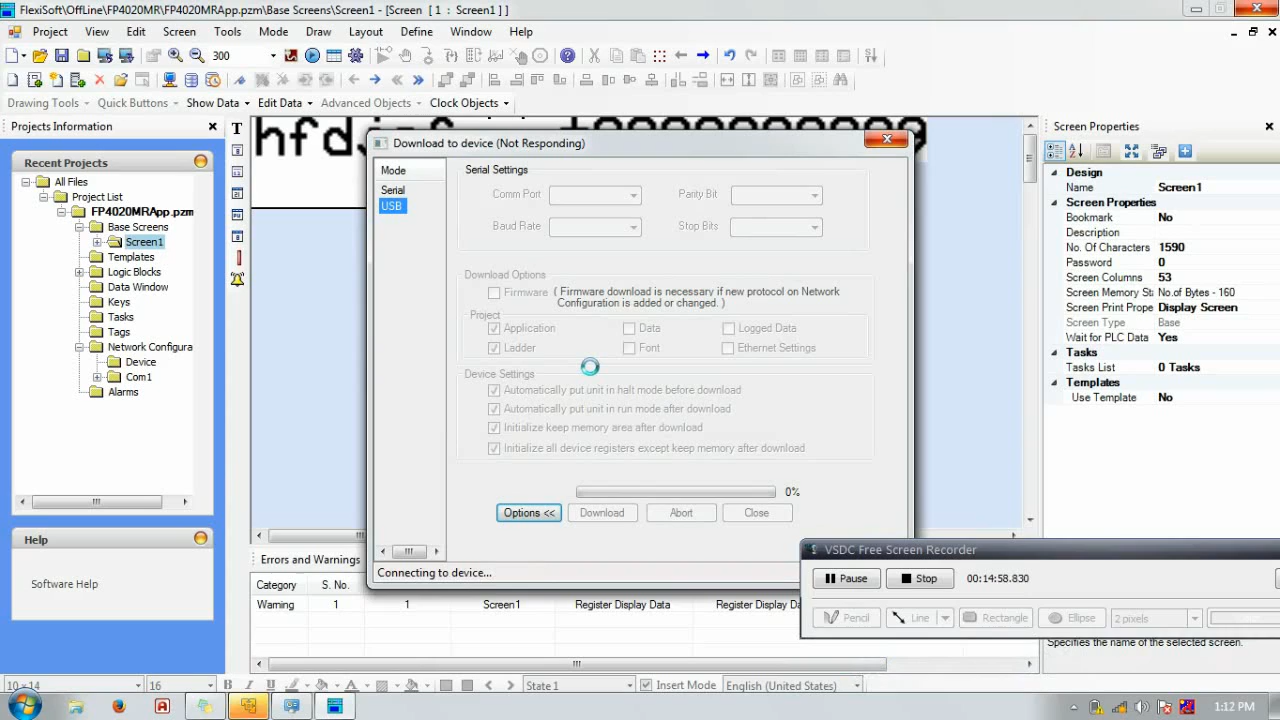 FlexiSoft\OffLine\FP4020MR\FP4020MRApp.pzm\Base Screens\Screen1 - [Screen [ 1 : Screen1] ]
Project View Edit Screen Tools Mode Draw Layout Define Window Help
300
Drawing Tools Quick Buttons Show Data Edit Data Advanced Objects Clock Objects
Projects Information
Recent Projects
All Files
Project List
FP4020MRApp.pzm
Base Screens
Screen1
Templates
Logic Blocks
Data Window
Keys
Tasks
Tags
Network Configura
Device
Com1
Alarms
Help
Software Help
Download to device (Not Responding)
Mode
Serial
USB
Serial Settings
Comm Port Parity Bit
Baud Rate Stop Bits
Download Options
Firmware ( Firmware download is necessary if new protocol on Network
Configuration is added or changed. )
Project
Application Data Logged Data
Ladder Font Ethernet Settings
Device Settings
Automatically put unit in halt mode before download
Automatically put unit in run mode after download
Initialize keep memory area after download
Initialize all device registers except keep memory after download
0%
Options << Download Abort Close
Connecting to device...
Errors and Warnings
Category S. No.
Warning 1 1 Screen1 Register Display Data Register Display Da
Screen Properties
Design
Name Screen1
Screen Properties
Bookmark No
Description
No. Of Characters 1590
Password 0
Screen Columns 53
Screen Memory Sta No.of Bytes - 160
Screen Print Prope Display Screen
Screen Type Base
Wait for PLC Data Yes
Tasks
Tasks List 0 Tasks
Templates
Use Template No
VSDC Free Screen Recorder
Pause Stop 00:14:58.830
Pencil Line Rectangle Ellipse 2 pixels
Specifies the name of the selected screen.
10×14 16 B I U A State 1 Insert Mode English (United States)
1:12 PM